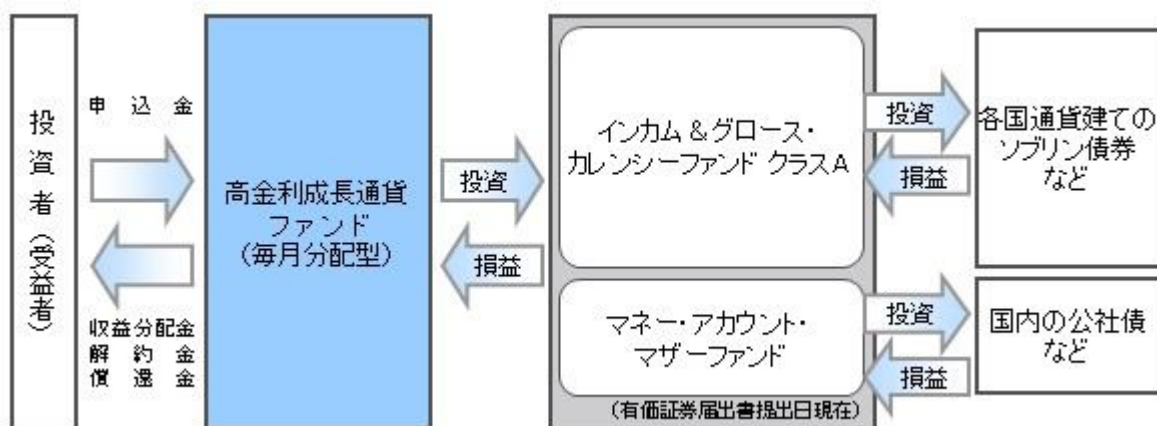 投資者（受益者）
申込金
収益分配金
解約金
償還金
高金利成長通貨
ファンド
（毎月分配型）
投資
損益
インカム＆グロース・
カレンシーファンド クラスA
マネー・アカウント・
マザーファンド
（有価証券届出書提出日現在）
投資
損益
各国通貨建ての
ソブリン債券
など
投資
損益
国内の公社債
など